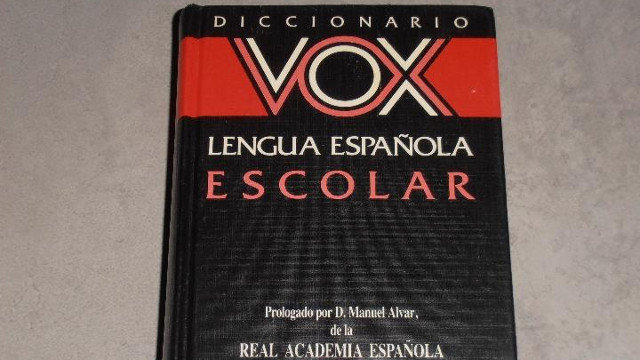 DICCIONARIO
VOX
LENGUA ESPAÑOLA
ESCOLAR
Prologado por D. Manuel Alvar,
de la
REAL ACADEMIA ESPAÑOLA